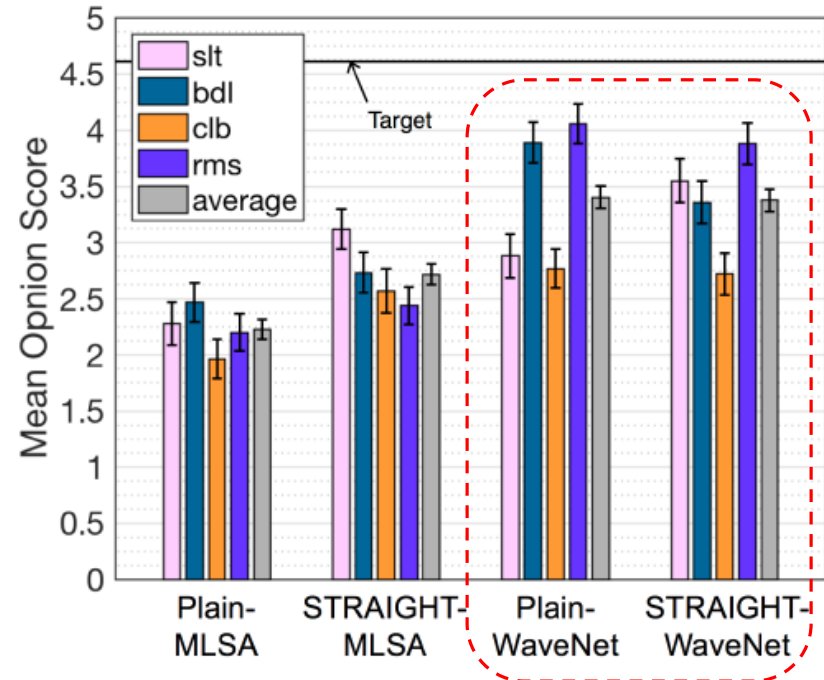 Mean Opnion Score
5
4.5
4
3.5
3
2.5
2
1.5
1
0.5
0
slt
bdl
clb
rms
average
Target
Plain-
MLSA
STRAIGHT-
MLSA
Plain-
WaveNet
STRAIGHT-
WaveNet